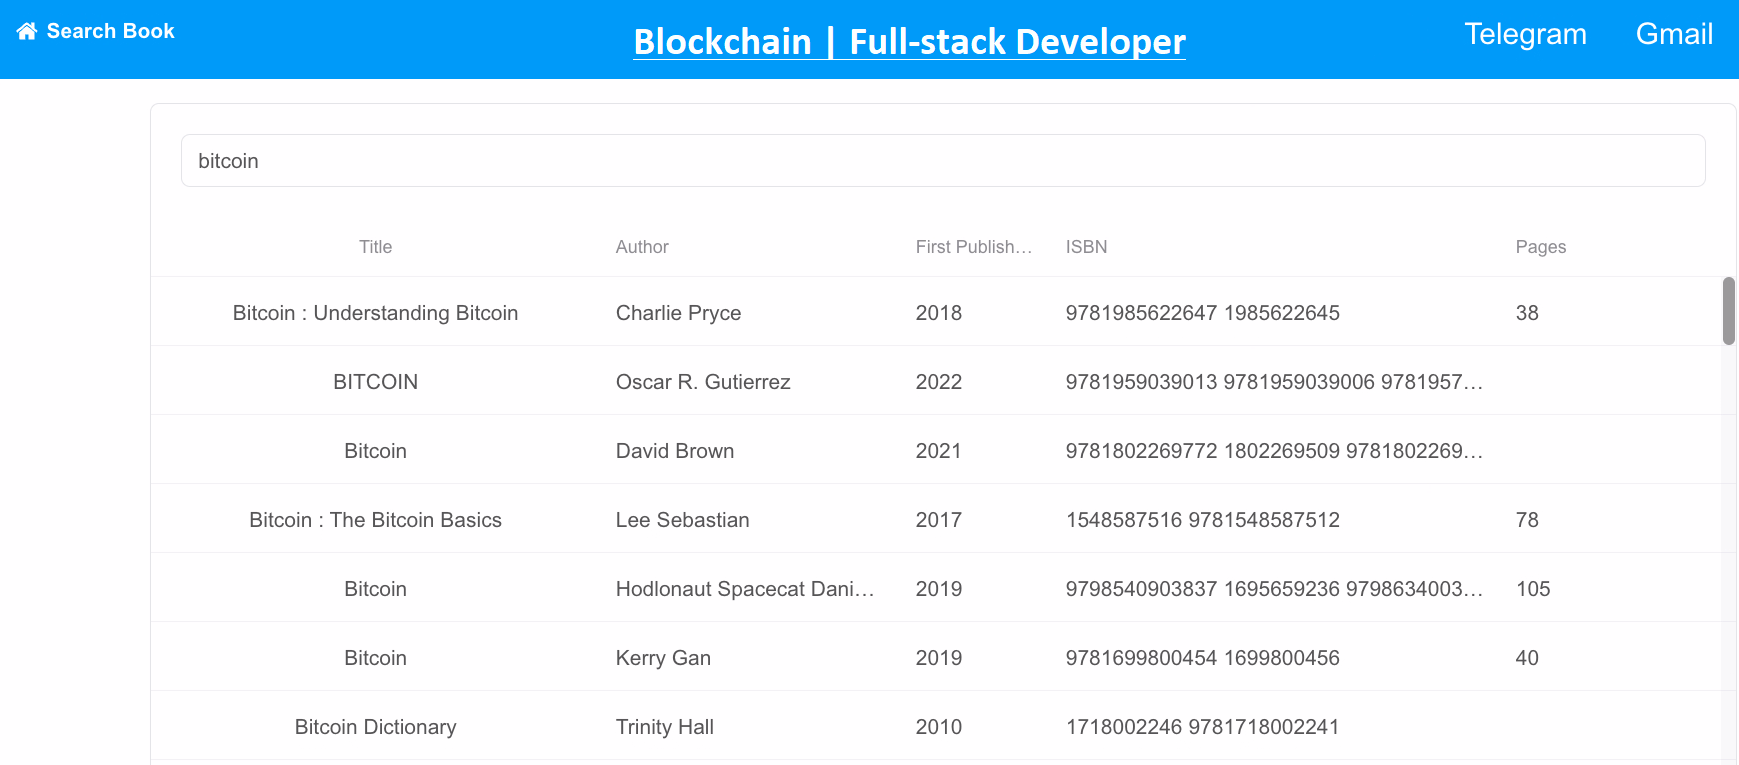 Search Book
Blockchain | Full-stack Developer
Telegram Gmail
bitcoin
Title Author First Publish… ISBN Pages
Bitcoin : Understanding Bitcoin Charlie Pryce 2018 9781985622647 1985622645 38
BITCOIN Oscar R. Gutierrez 2022 9781959039013 9781959039006 9781957…
Bitcoin David Brown 2021 9781802269772 1802269509 9781802269…
Bitcoin : The Bitcoin Basics Lee Sebastian 2017 1548587516 9781548587512 78
Bitcoin Hodlonaut Spacecat Dani… 2019 9798540903837 1695659236 9798634003… 105
Bitcoin Kerry Gan 2019 9781699800454 1699800456 40
Bitcoin Dictionary Trinity Hall 2010 1718002246 9781718002241